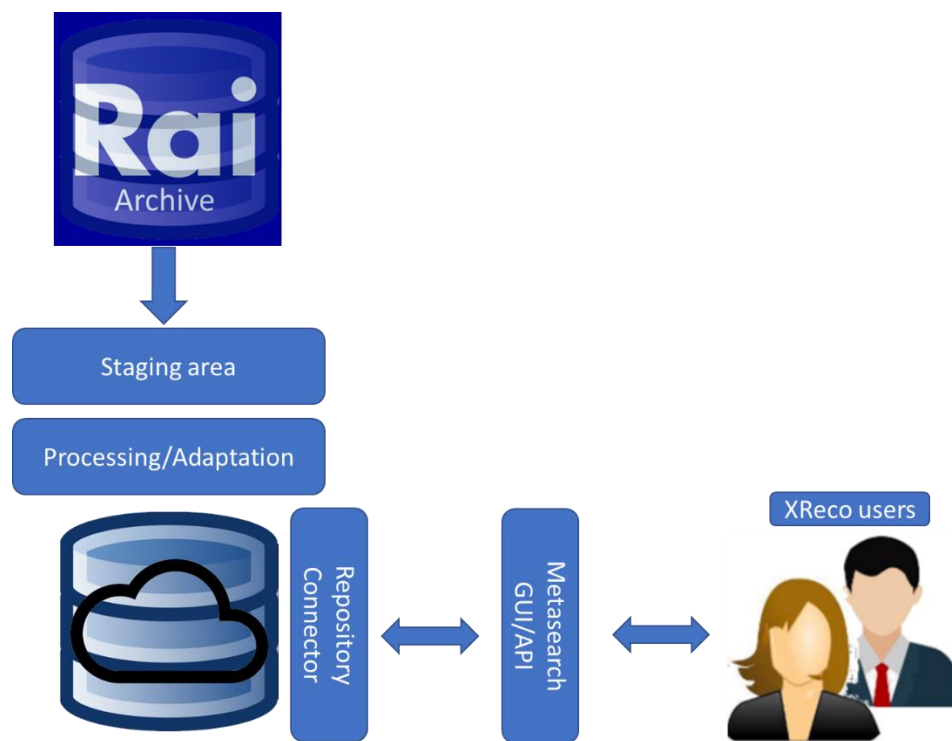 Rai
Archive
Staging area
Processing/Adaptation
XReco users
Repository
Connector
Metasearch
GUI/API